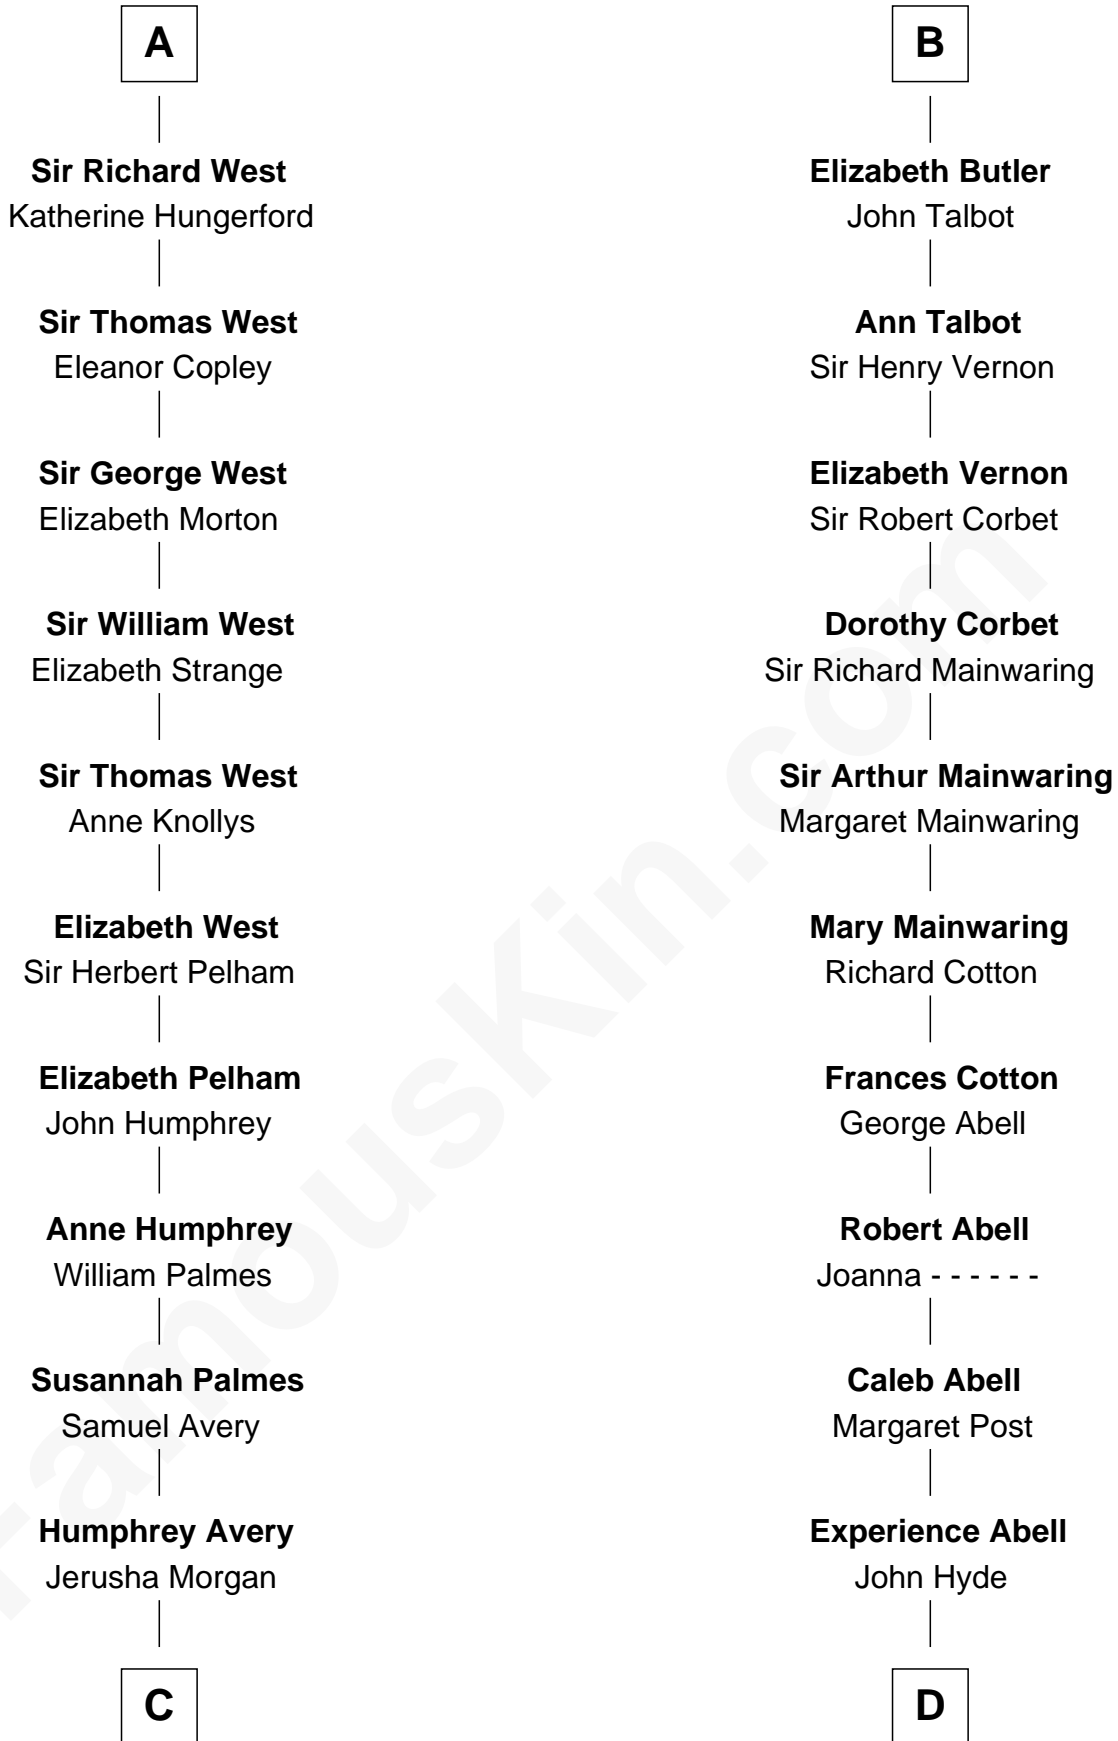 A
Sir Richard West
Katherine Hungerford
Sir Thomas West
Eleanor Copley
Sir George West
Elizabeth Morton
Sir William West
Elizabeth Strange
Sir Thomas West
Anne Knollys
Elizabeth West
Sir Herbert Pelham
Elizabeth Pelham
John Humphrey
Anne Humphrey
William Palmes
Susannah Palmes
Samuel Avery
Humphrey Avery
Jerusha Morgan
C
B
Elizabeth Butler
John Talbot
Ann Talbot
Sir Henry Vernon
Elizabeth Vernon
Sir Robert Corbet
Dorothy Corbet
Sir Richard Mainwaring
Sir Arthur Mainwaring
Margaret Mainwaring
Mary Mainwaring
Richard Cotton
Frances Cotton
George Abell
Robert Abell
Joanna - - - - - -
Caleb Abell
Margaret Post
Experience Abell
John Hyde
D
FamousKin.com